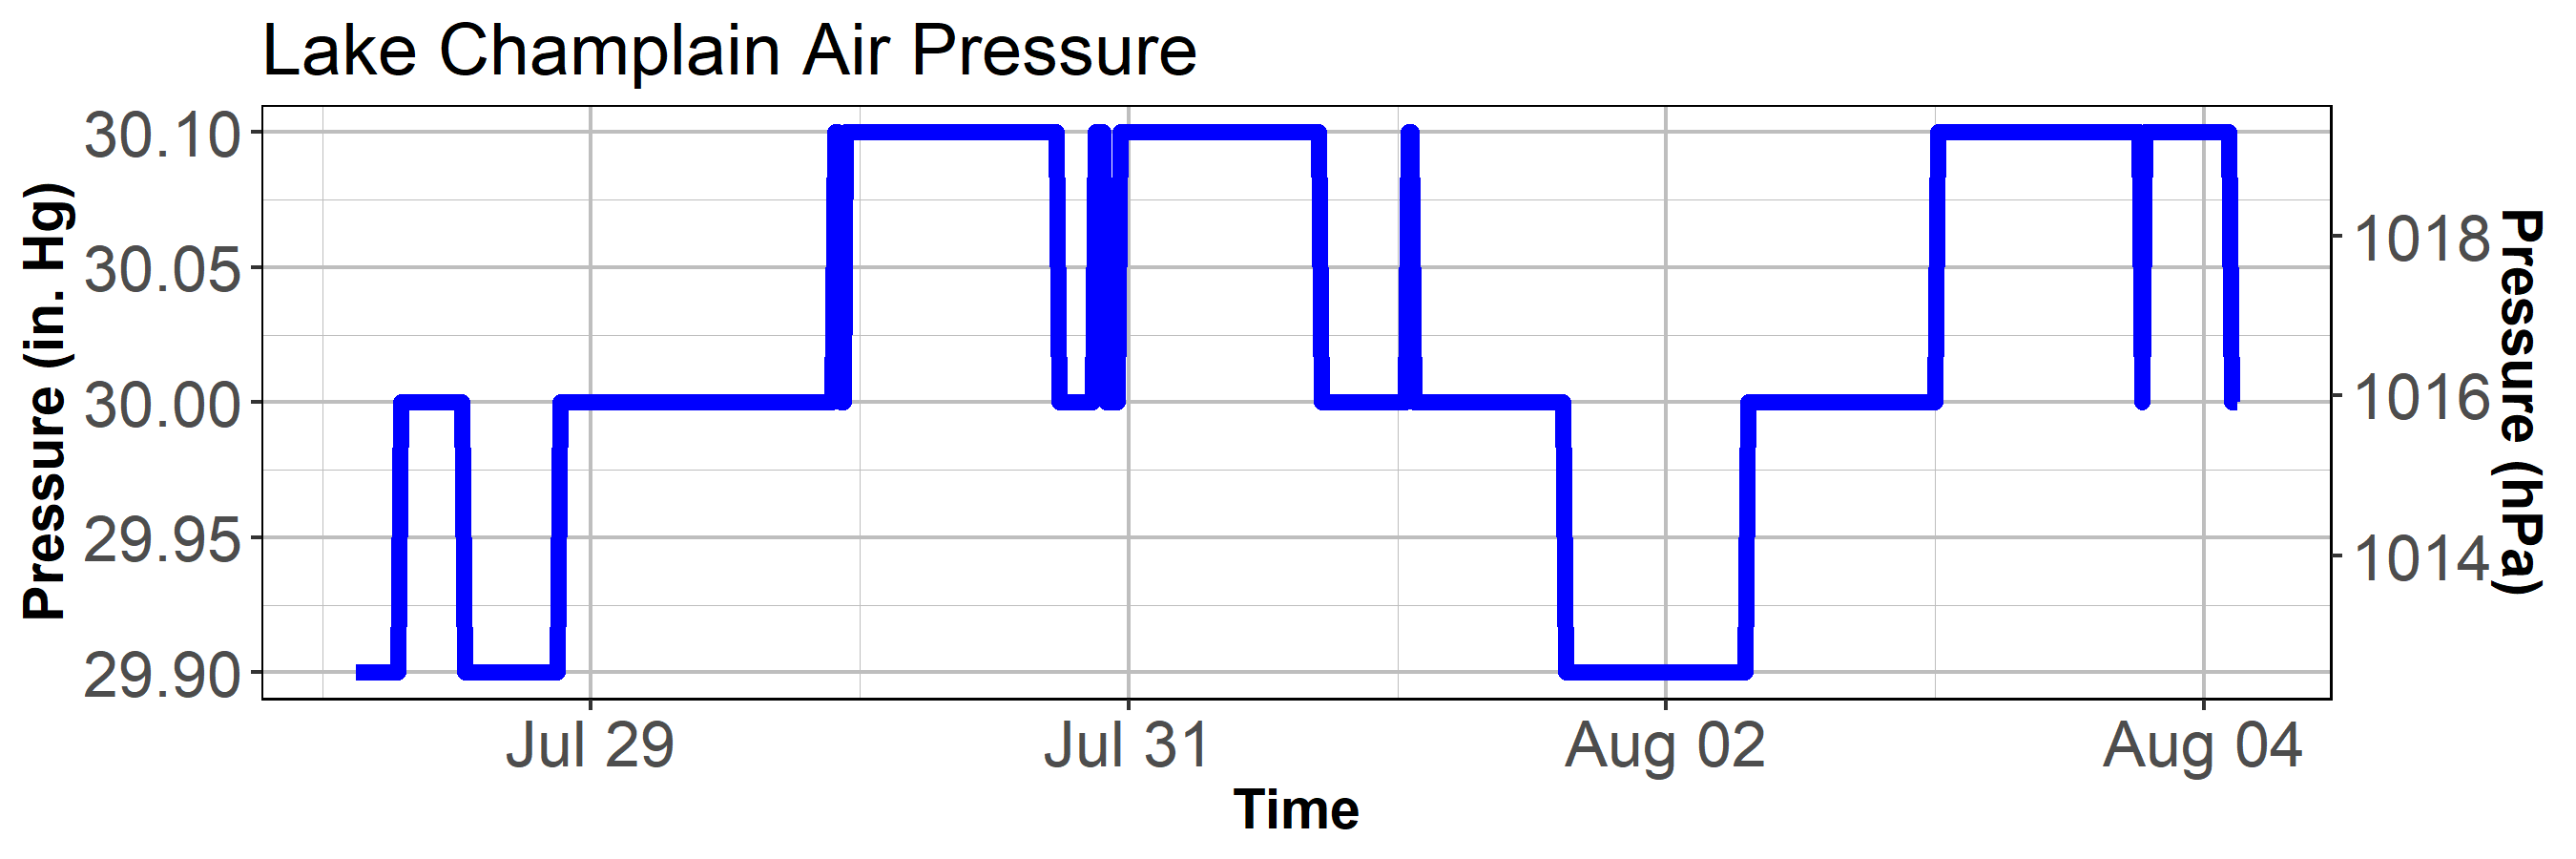 Lake Champlain Air Pressure
Pressure (in. Hg)
30.10
30.05
30.00
29.95
29.90
1018
1016
1014
Pressure (hPa)
Jul 29 Jul 31 Aug 02 Aug 04
Time